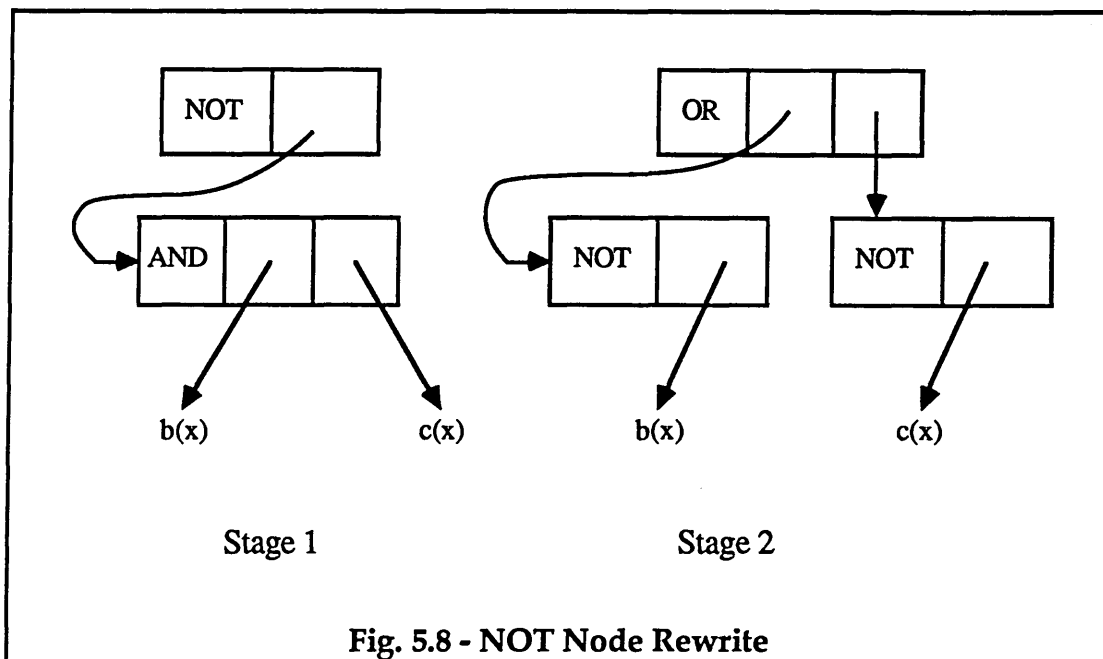 NOT
OR
AND
NOT
NOT
b(x)
c(x)
b(x)
c(x)
Stage 1
Stage 2
Fig. 5.8 - NOT Node Rewrite